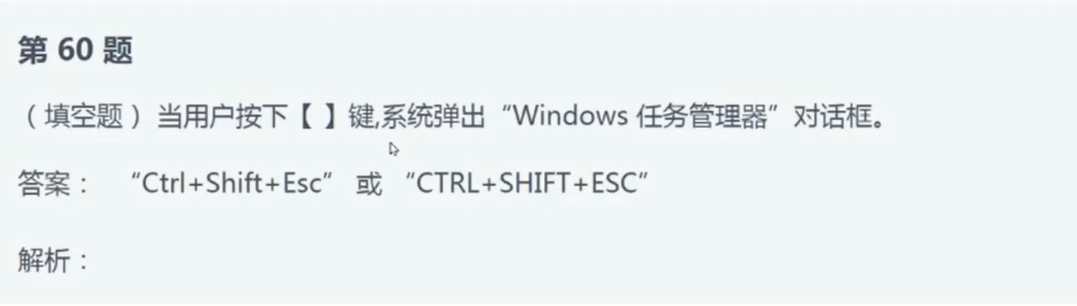 第 60 题
（ 填空题 ） 当用户按下【 】键,系统弹出“Windows 任务管理器”对话框。
答案： “Ctrl+Shift+Esc” 或 “CTRL+SHIFT+ESC”
解析：